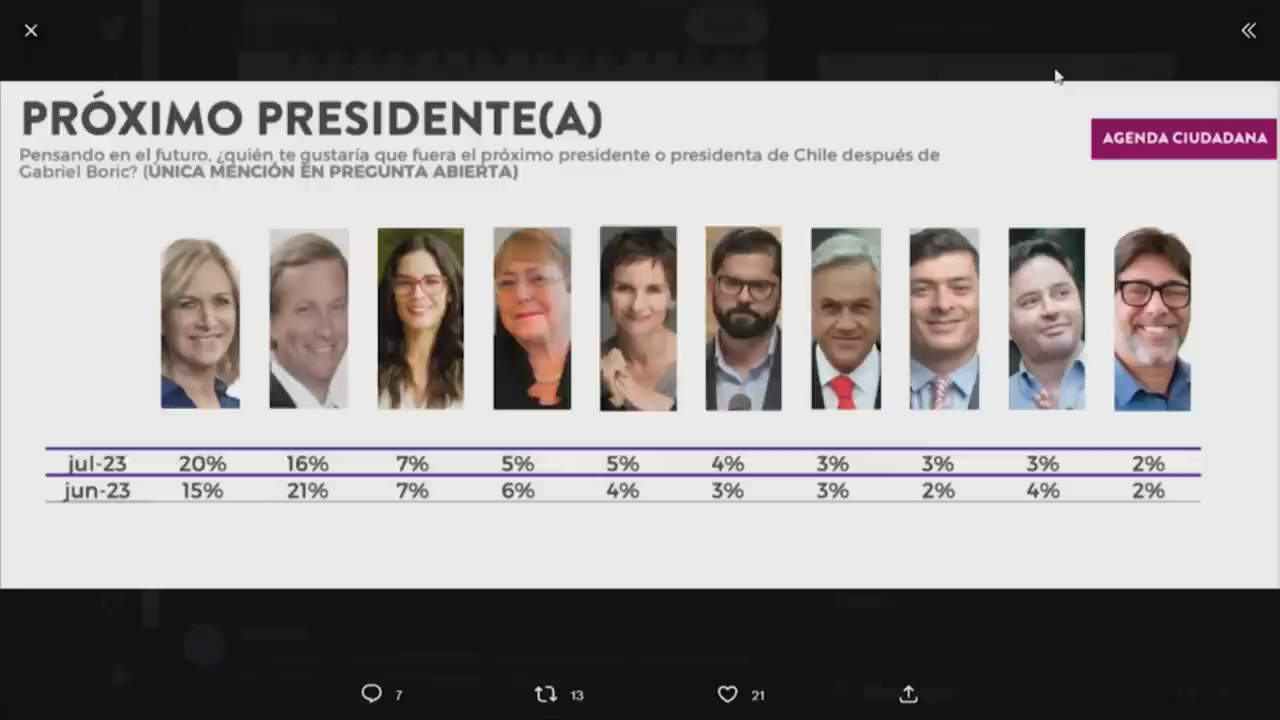 PRÓXIMO PRESIDENTE(A)
AGENDA CIUDADANA
Pensando en el futuro, ¿quién te gustaría que fuera el próximo presidente o presidenta de Chile después de
Gabriel Boric? (ÚNICA MENCIÓN EN PREGUNTA ABIERTA)
jul-23 20% 16% 7% 5% 5% 4% 3% 3% 3% 2%
jun-23 15% 21% 7% 6% 4% 3% 3% 2% 4% 2%
7 13 21